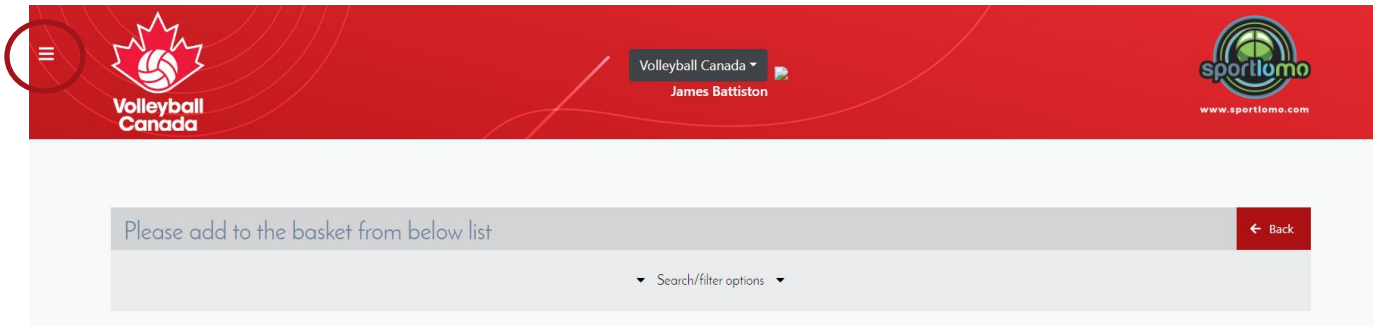 Volleyball
Canada
Volleyball Canada
James Battiston
sportlomo
www.sportlomo.com
Please add to the basket from below list
Back
Search/filter options